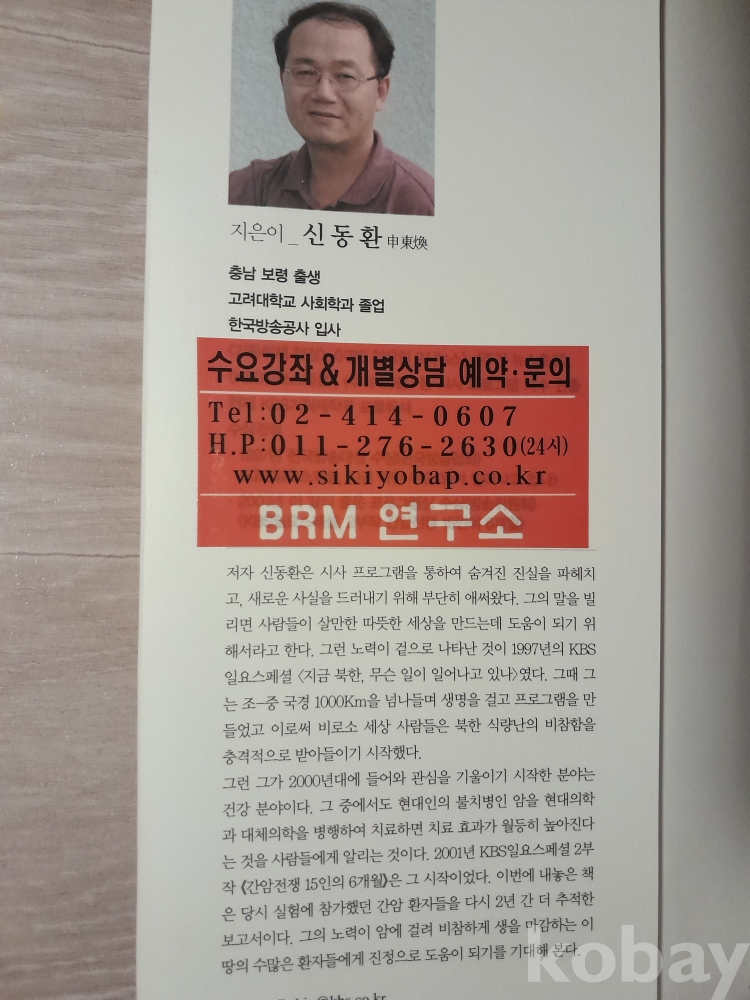 지은이_신동환 申東煥
충남 보령 출생
고려대학교 사회학과 졸업
한국방송공사 입사
수요강좌 & 개별상담 예약·문의
Tel:02-414-0607
H.P:011-276-2630(24시)
www.sikiyobap.co.kr
BRM 연구소
저자 신동환은 시사 프로그램을 통하여 숨겨진 진실을 파헤치
고, 새로운 사실을 드러내기 위해 부단히 애써왔다. 그의 말을 빌
리면 사람들이 살만한 따뜻한 세상을 만드는데 도움이 되기 위
해서라고 한다. 그런 노력이 겉으로 나타난 것이 1997년의 KBS
일요스페셜 〈지금 북한, 무슨 일이 일어나고 있나〉였다. 그때 그
는 조-중 국경 1000Km을 넘나들며 생명을 걸고 프로그램을 만
들었고 이로써 비로소 세상 사람들은 북한 식량난의 비참함을
충격적으로 받아들이기 시작했다.
그런 그가 2000년대에 들어와 관심을 기울이기 시작한 분야는
건강 분야이다. 그 중에서도 현대인의 불치병인 암을 현대의학
과 대체의학을 병행하여 치료하면 치료 효과가 월등히 높아진다
는 것을 사람들에게 알리는 것이다. 2001년 KBS일요스페셜 2부
작 《간암전쟁 15인의 6개월》은 그 시작이었다. 이번에 내놓은 책
은 당시 실험에 참가했던 간암 환자들을 다시 2년 간 더 추적한
보고서이다. 그의 노력이 암에 걸려 비참하게 생을 마감하는 이
땅의 수많은 환자들에게 진정으로 도움이 되기를 기대해 본다.
kobay